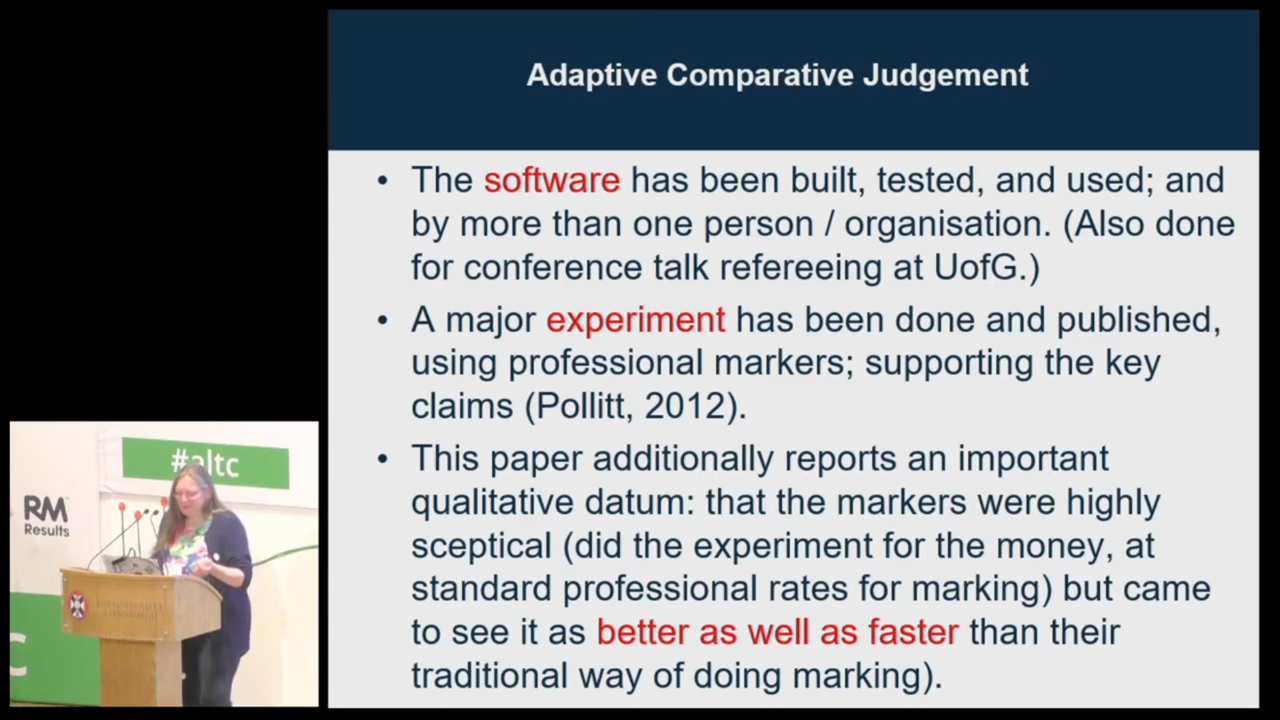 Adaptive Comparative Judgement
• The software has been built, tested, and used; and
by more than one person / organisation. (Also done
for conference talk refereeing at UofG.)
• A major experiment has been done and published,
using professional markers; supporting the key
claims (Pollitt, 2012).
• This paper additionally reports an important
qualitative datum: that the markers were highly
sceptical (did the experiment for the money, at
standard professional rates for marking) but came
to see it as better as well as faster than their
traditional way of doing marking).
#altc
RM
Results